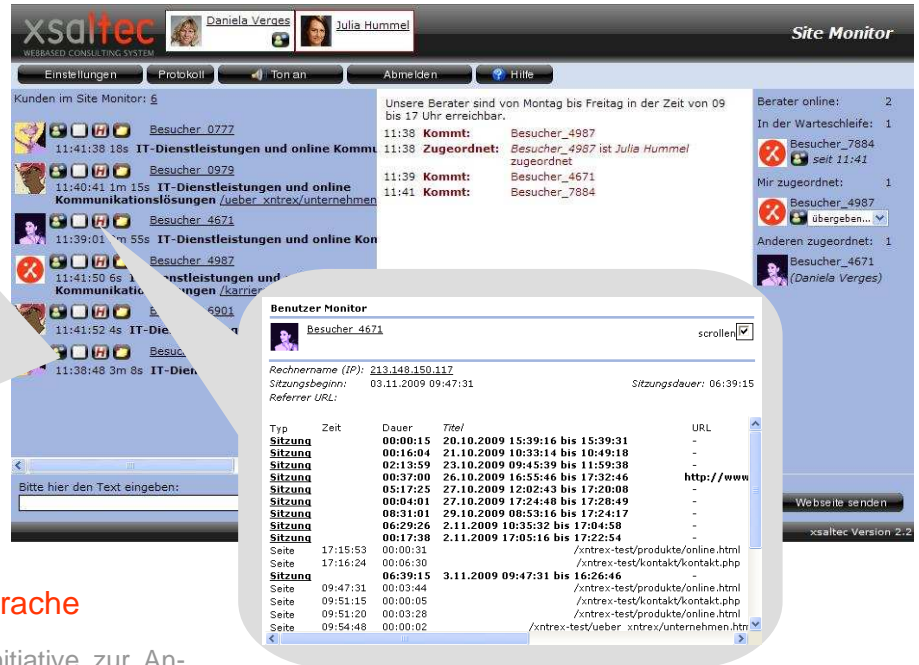 xsaltec
WEBBASED CONSULTING SYSTEM
Daniela Verges
Julia Hummel
Site Monitor
Einstellungen
Protokoll
Ton an
Abmelden
Hilfe
Kunden im Site Monitor: 6
Besucher_0777
11:41:38 18s IT-Dienstleistungen und online Kommu
Besucher_0979
11:40:41 1m 15s IT-Dienstleistungen und online
Kommunikationslösungen /ueber_xntrex/unternehmen
Besucher_4671
11:39:01 55s IT-Dienstleistungen und online Kon
Besucher_4987
11:41:50 6s
Kommunikatio /karrier
6901
11:41:52 4s IT-Die
Besuc
11:38:48 3m 8s IT-Dien
Bitte hier den Text eingeben:
Unsere Berater sind von Montag bis Freitag in der Zeit von 09
bis 17 Uhr erreichbar.
11:38 Kommt: Besucher_4987
11:38 Zugeordnet: Besucher_4987 ist Julia Hummel
zugeordnet
11:39 Kommt: Besucher_4671
11:41 Kommt: Besucher_7884
Berater online: 2
In der Warteschleife: 1
Besucher_7884
seit 11:41
Mir zugeordnet: 1
Besucher_4987
übergeben...
Anderen zugeordnet: 1
Besucher_4671
(Daniela Verges)
Webseite senden
xsaltec Version 2.2
Benutzer Monitor
Besucher_4671
scrollen
Rechnername (IP): 213.148.150.117
Sitzungsbeginn: 03.11.2009 09:47:31 Sitzungsdauer: 06:39:15
Referrer URL:
Typ Zeit Dauer Titel URL
Sitzung 00:00:15 20.10.2009 15:39:16 bis 15:39:31 -
Sitzung 00:16:04 21.10.2009 10:33:14 bis 10:49:18 -
Sitzung 02:13:59 23.10.2009 09:45:39 bis 11:59:38 -
Sitzung 00:37:00 26.10.2009 16:55:46 bis 17:32:46 http://www
Sitzung 05:17:25 27.10.2009 12:02:43 bis 17:20:08 -
Sitzung 00:04:01 27.10.2009 17:24:48 bis 17:28:49 -
Sitzung 08:31:01 29.10.2009 08:53:16 bis 17:24:17 -
Sitzung 06:29:26 2.11.2009 10:35:32 bis 17:04:58 -
Sitzung 00:17:38 2.11.2009 17:05:16 bis 17:22:54 -
Seite 17:15:53 00:00:31 /xntrex-test/produkte/online.html
Seite 17:16:24 00:06:30 /xntrex-test/kontakt/kontakt.php
Sitzung 06:39:15 3.11.2009 09:47:31 bis 16:26:46 -
Seite 09:47:31 00:03:44 /xntrex-test/produkte/online.html
Seite 09:51:15 00:00:05 /xntrex-test/kontakt/kontakt.php
Seite 09:51:20 00:03:28 /xntrex-test/produkte/online.html
Seite 09:54:48 00:00:02 /xntrex-test/ueber_xntrex/unternehmen.htm
rache
nitiative zur An-